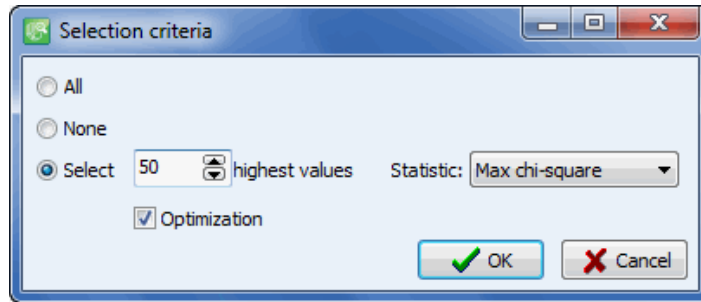 Selection criteria
All
None
Select 50 highest values Statistic: Max chi-square
Optimization
OK Cancel